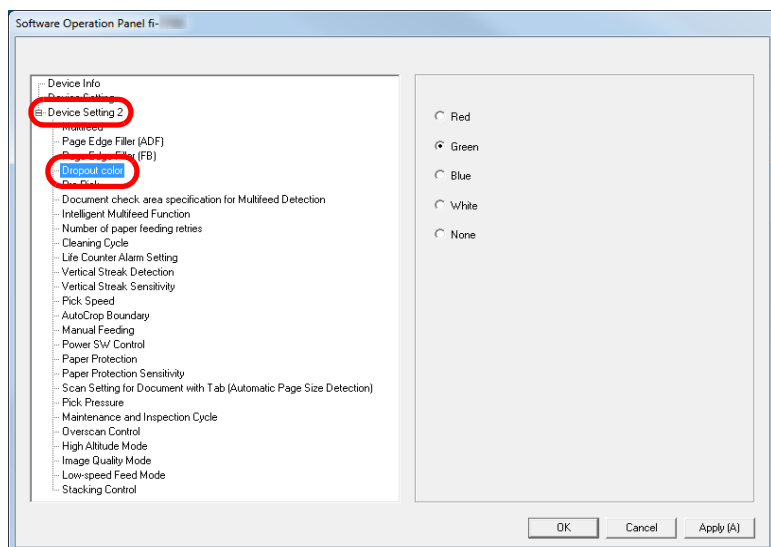 Software Operation Panel fi-
Device Info
Device Setting
Device Setting 2
Multifeed
Page Edge Filler (ADF)
Page Edge Filler (FB)
Dropout color
Pre-Pick
Document check area specification for Multifeed Detection
Intelligent Multifeed Function
Number of paper feeding retries
Cleaning Cycle
Life Counter Alarm Setting
Vertical Streak Detection
Vertical Streak Sensitivity
Pick Speed
AutoCrop Boundary
Manual Feeding
Power SW Control
Paper Protection
Paper Protection Sensitivity
Scan Setting for Document with Tab (Automatic Page Size Detection)
Pick Pressure
Maintenance and Inspection Cycle
Overscan Control
High Altitude Mode
Image Quality Mode
Low-speed Feed Mode
Stacking Control
Red
Green
Blue
White
None
OK
Cancel
Apply (A)